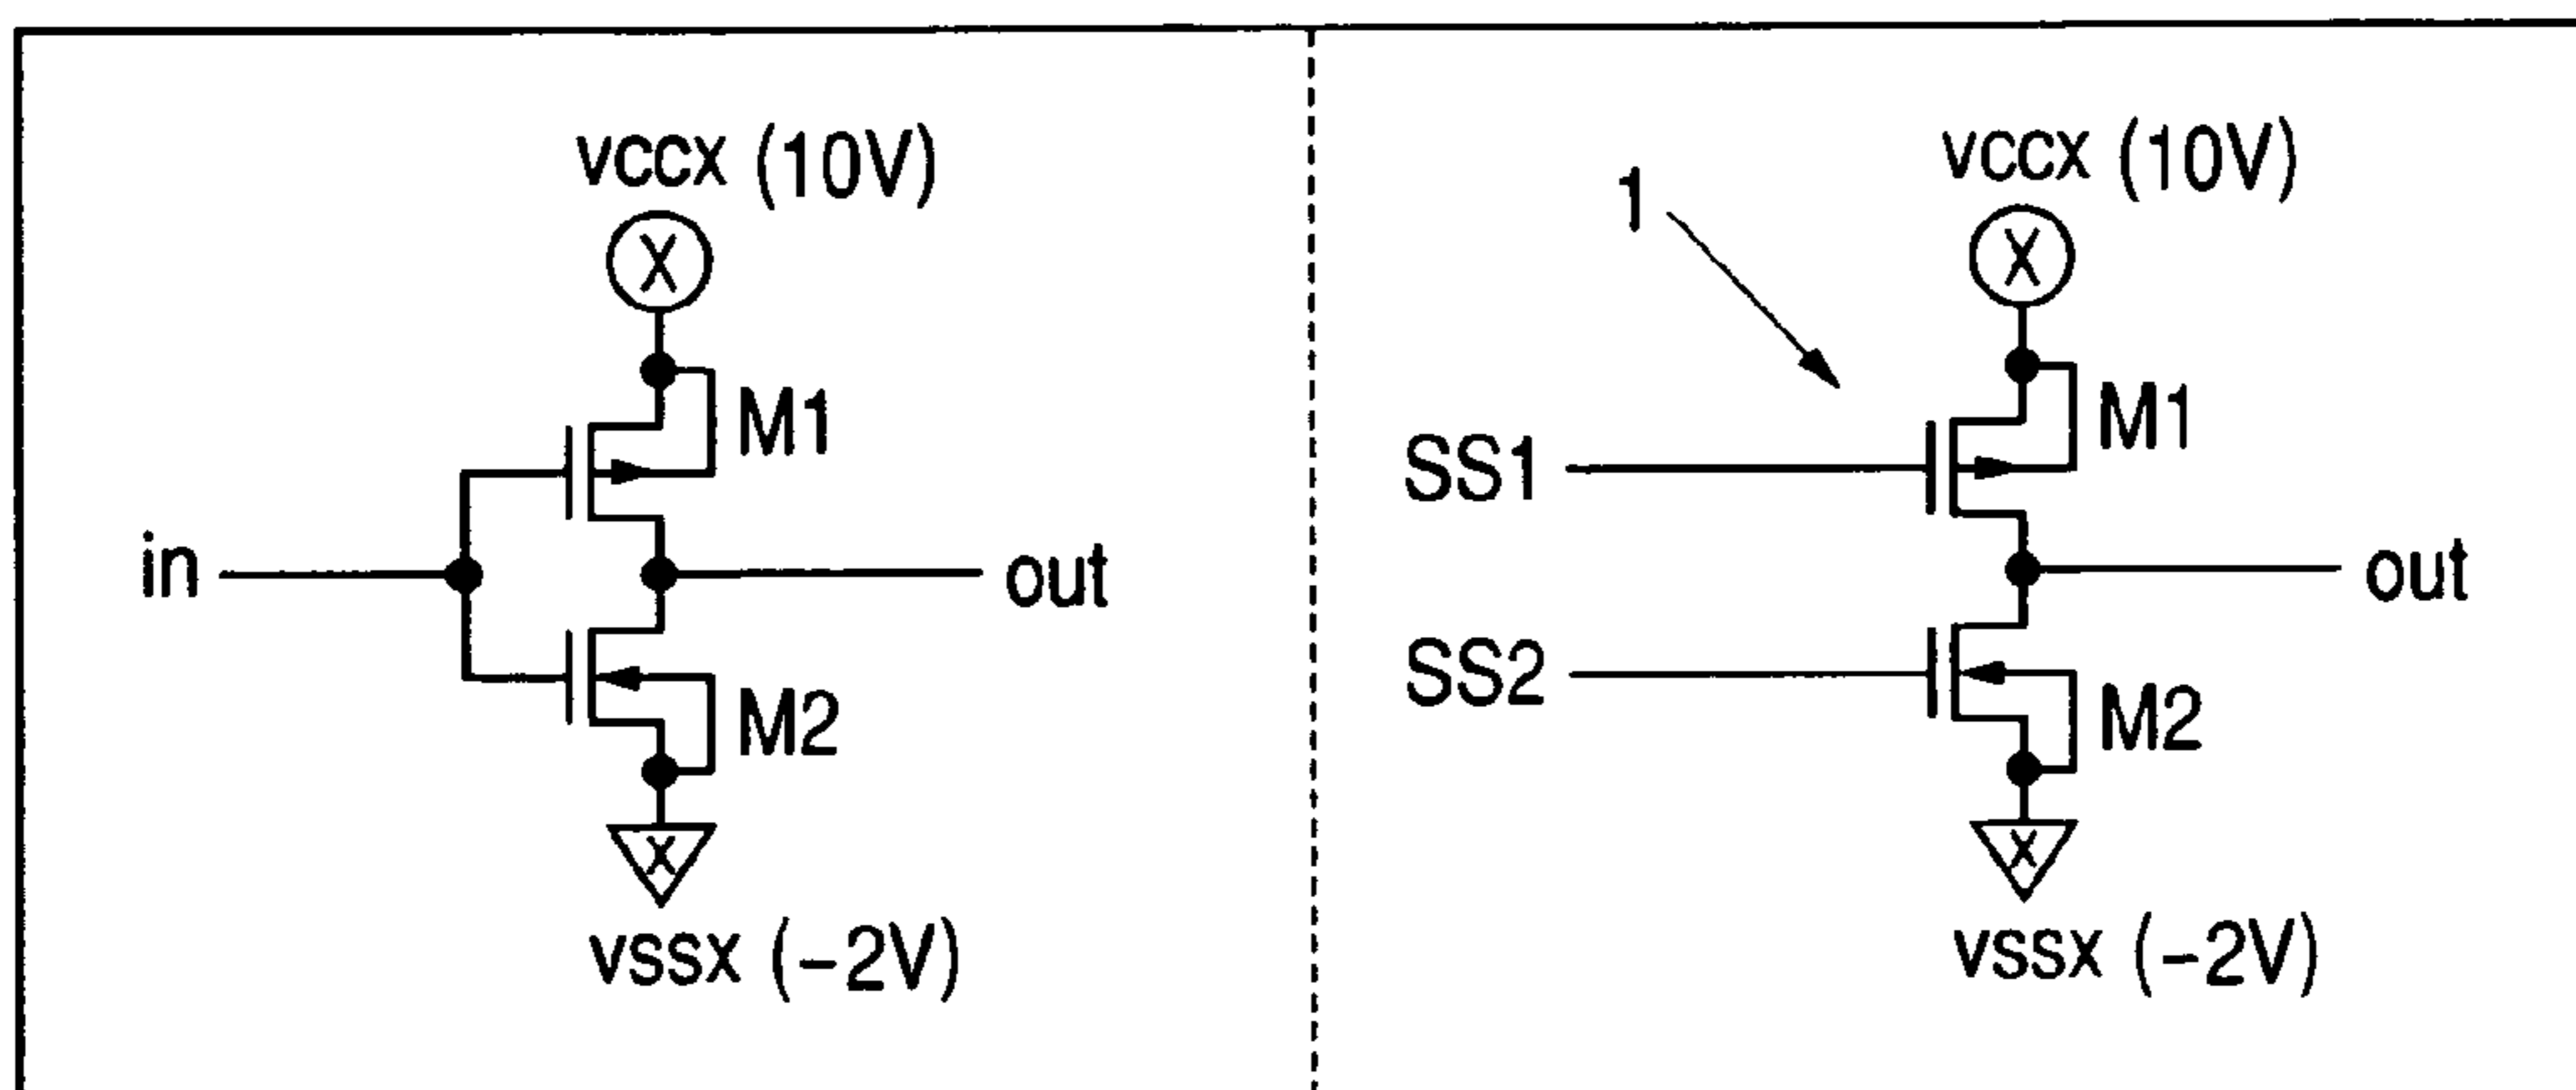 vccx (10V)
X
M1
in
out
M2
X
vssx (−2V)
1
vccx (10V)
X
M1
SS1
out
SS2
M2
X
vssx (−2V)